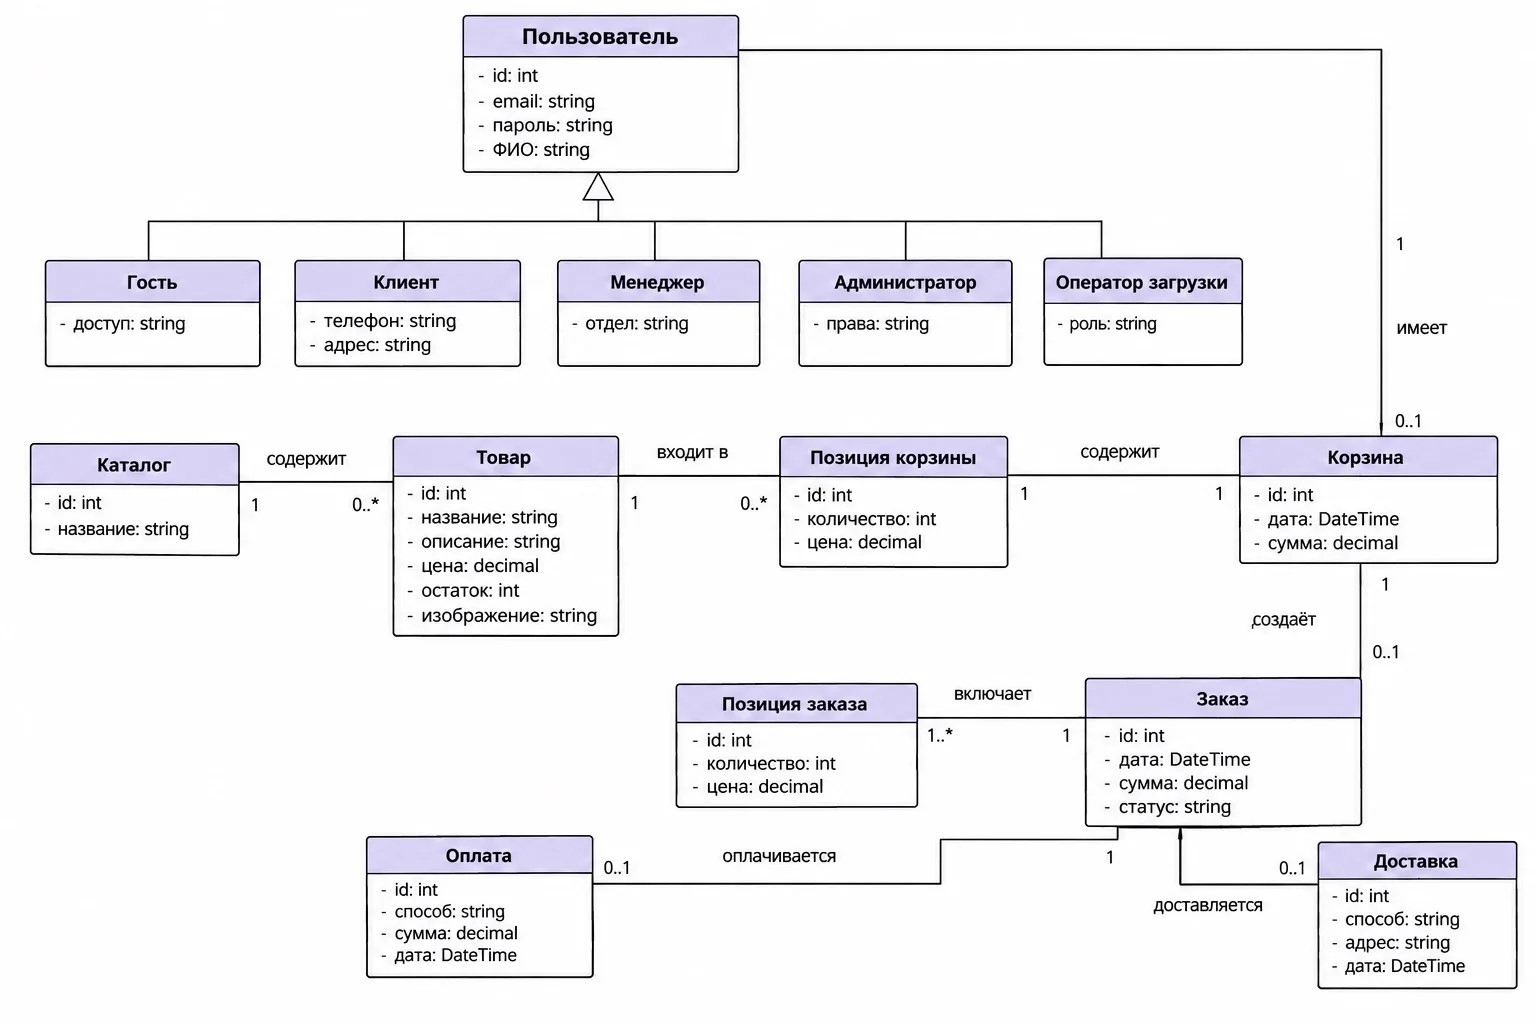 Пользователь
- id: int
- email: string
- пароль: string
- ФИО: string
1
имеет
0..1
Гость
- доступ: string
Клиент
- телефон: string
- адрес: string
Менеджер
- отдел: string
Администратор
- права: string
Оператор загрузки
- роль: string
Каталог
- id: int
- название: string
содержит
1
0..*
Товар
- id: int
- название: string
- описание: string
- цена: decimal
- остаток: int
- изображение: string
входит в
1
0..*
Позиция корзины
- id: int
- количество: int
- цена: decimal
содержит
1
1
Корзина
- id: int
- дата: DateTime
- сумма: decimal
1
создаёт
0..1
Позиция заказа
- id: int
- количество: int
- цена: decimal
включает
1..*
1
Заказ
- id: int
- дата: DateTime
- сумма: decimal
- статус: string
Оплата
- id: int
- способ: string
- сумма: decimal
- дата: DateTime
0..1
оплачивается
1
доставляется
0..1
Доставка
- id: int
- способ: string
- адрес: string
- дата: DateTime